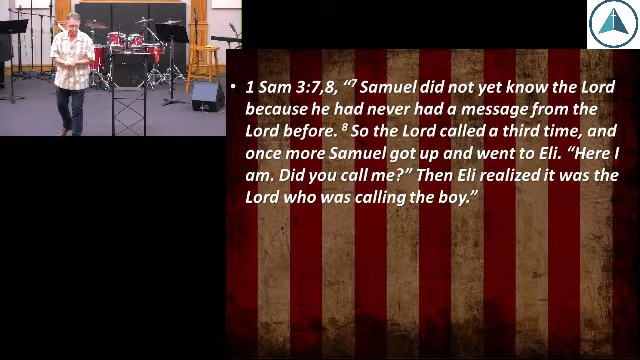 • 1 Sam 3:7,8, “⁷ Samuel did not yet know the Lord
because he had never had a message from the
Lord before. ⁸ So the Lord called a third time, and
once more Samuel got up and went to Eli. “Here I
am. Did you call me?” Then Eli realized it was the
Lord who was calling the boy.”